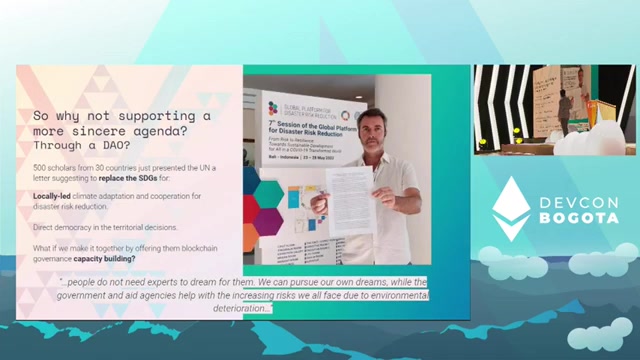 So why not supporting a
more sincere agenda?
Through a DAO?
500 scholars from 30 countries just presented the UN a
letter suggesting to replace the SDGs for:
Locally-led climate adaptation and cooperation for
disaster risk reduction.
Direct democracy in the territorial decisions.
What if we make it together by offering them blockchain
governance capacity building?
"...people do not need experts to dream for them. We can pursue our own dreams, while the
government and aid agencies help with the increasing risks we all face due to environmental
deterioration..."
GLOBAL PLATFORM FOR
DISASTER RISK REDUCTION
7th Session of the Global Platform
for Disaster Risk Reduction
From Risk to Resilience:
Towards Sustainable Development
for All in a COVID-19 Transformed World
Bali - Indonesia | 23 - 28 May 2022
DEVCON
BOGOTA